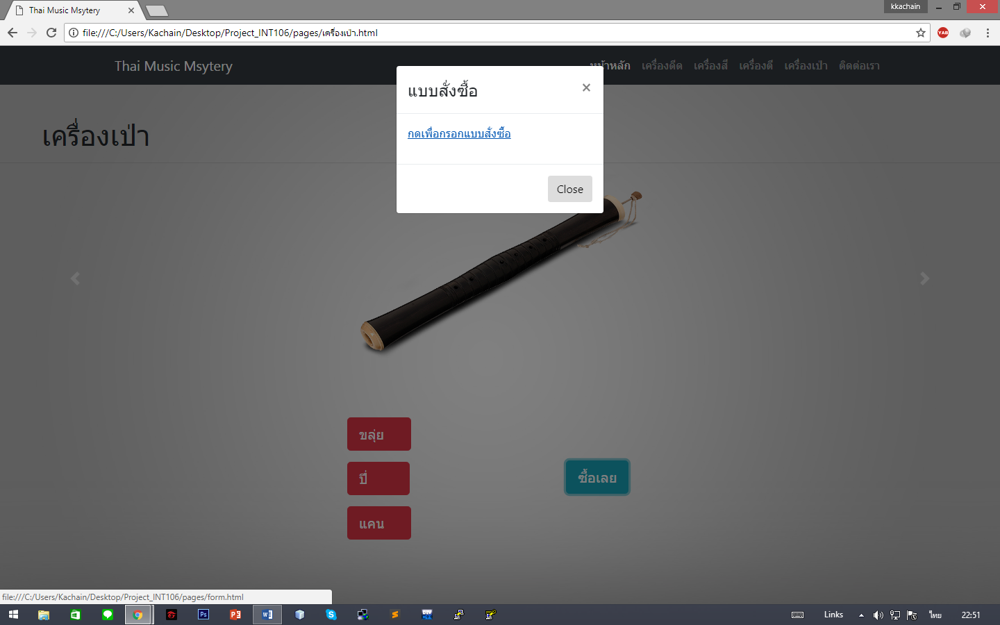 Thai Music Msytery
kkachain
file:///C:/Users/Kachain/Desktop/Project_INT106/pages/เครื่องเป่า.html
YAB
Thai Music Msytery
หน้าหลัก เครื่องดีด เครื่องสี เครื่องตี เครื่องเป่า ติดต่อเรา
แบบสั่งซื้อ
×
กดเพื่อกรอกแบบสั่งซื้อ
Close
เครื่องเป่า
ขลุ่ย
ปี่
แคน
ซื้อเลย
file:///C:/Users/Kachain/Desktop/Project_INT106/pages/form.html
Links
ไทย
22:51